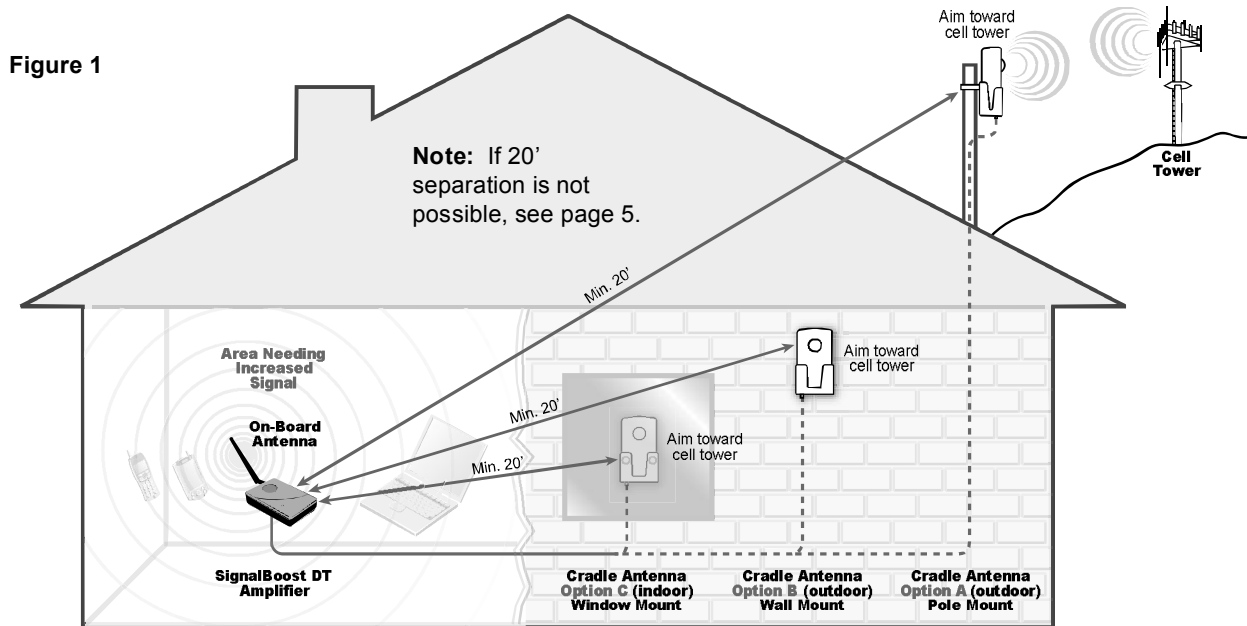 Figure 1
Aim toward
cell tower
Cell
Tower
Note: If 20'
separation is not
possible, see page 5.
Min. 20'
Area Needing
Increased
Signal
On-Board
Antenna
Min. 20'
Aim toward
cell tower
Min. 20'
Aim toward
cell tower
SignalBoost DT
Amplifier
Cradle Antenna
Option C (indoor)
Window Mount
Cradle Antenna
Option B (outdoor)
Wall Mount
Cradle Antenna
Option A (outdoor)
Pole Mount